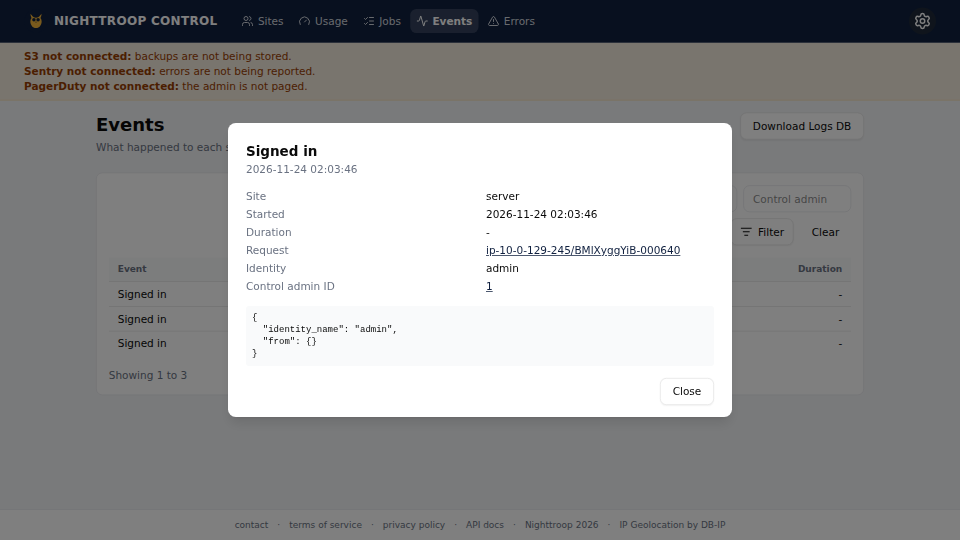 NIGHTTROOP CONTROL
Sites
Usage
Jobs
Events
Errors
S3 not connected: backups are not being stored.
Sentry not connected: errors are not being reported.
PagerDuty not connected: the admin is not paged.
Events
Download Logs DB
What happened to each
Signed in
2026-11-24 02:03:46
Site server
Started 2026-11-24 02:03:46
Duration -
Request ip-10-0-129-245/BMIXyggYiB-000640
Identity admin
Control admin ID 1
{
"identity_name": "admin",
"from": {}
}
Close
Control admin
Filter
Clear
Event Duration
Signed in -
Signed in -
Signed in -
Showing 1 to 3
contact · terms of service · privacy policy · API docs · Nighttroop 2026 · IP Geolocation by DB-IP